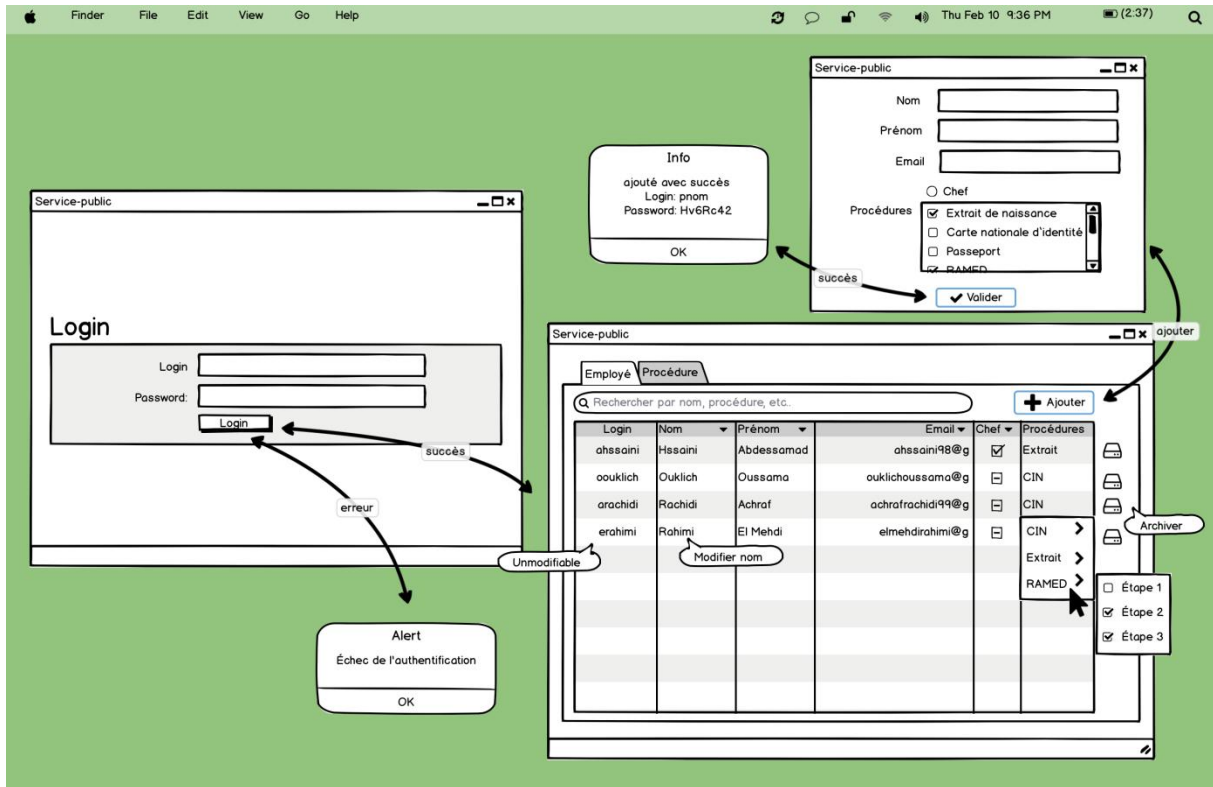 Finder File Edit View Go Help Thu Feb 10 9:36 PM (2:37)
Service-public
Nom
Prénom
Email
Chef
Procédures
Extrait de naissance
Carte nationale d'identité
Passeport
RAMED
Valider
Info
ajouté avec succès
Login: pnom
Password: Hv6Rc42
OK
succès
ajouter
Service-public
Login
Login
Password:
Login
succès
erreur
Alert
Échec de l'authentification
OK
Service-public
Employé Procédure
Rechercher par nom, procédure, etc..
Ajouter
Login Nom Prénom Email Chef Procédures
ahssaini Hssaini Abdessamad ahssaini98@g Extrait
oouklich Ouklich Oussama ouklichoussama@g CIN
arachidi Rachidi Achraf achrafrachidi99@g CIN
erahimi Rahimi El Mehdi elmehdirahimi@g CIN
Archiver
Unmodifiable
Modifier nom
Extrait
RAMED
Étape 1
Étape 2
Étape 3